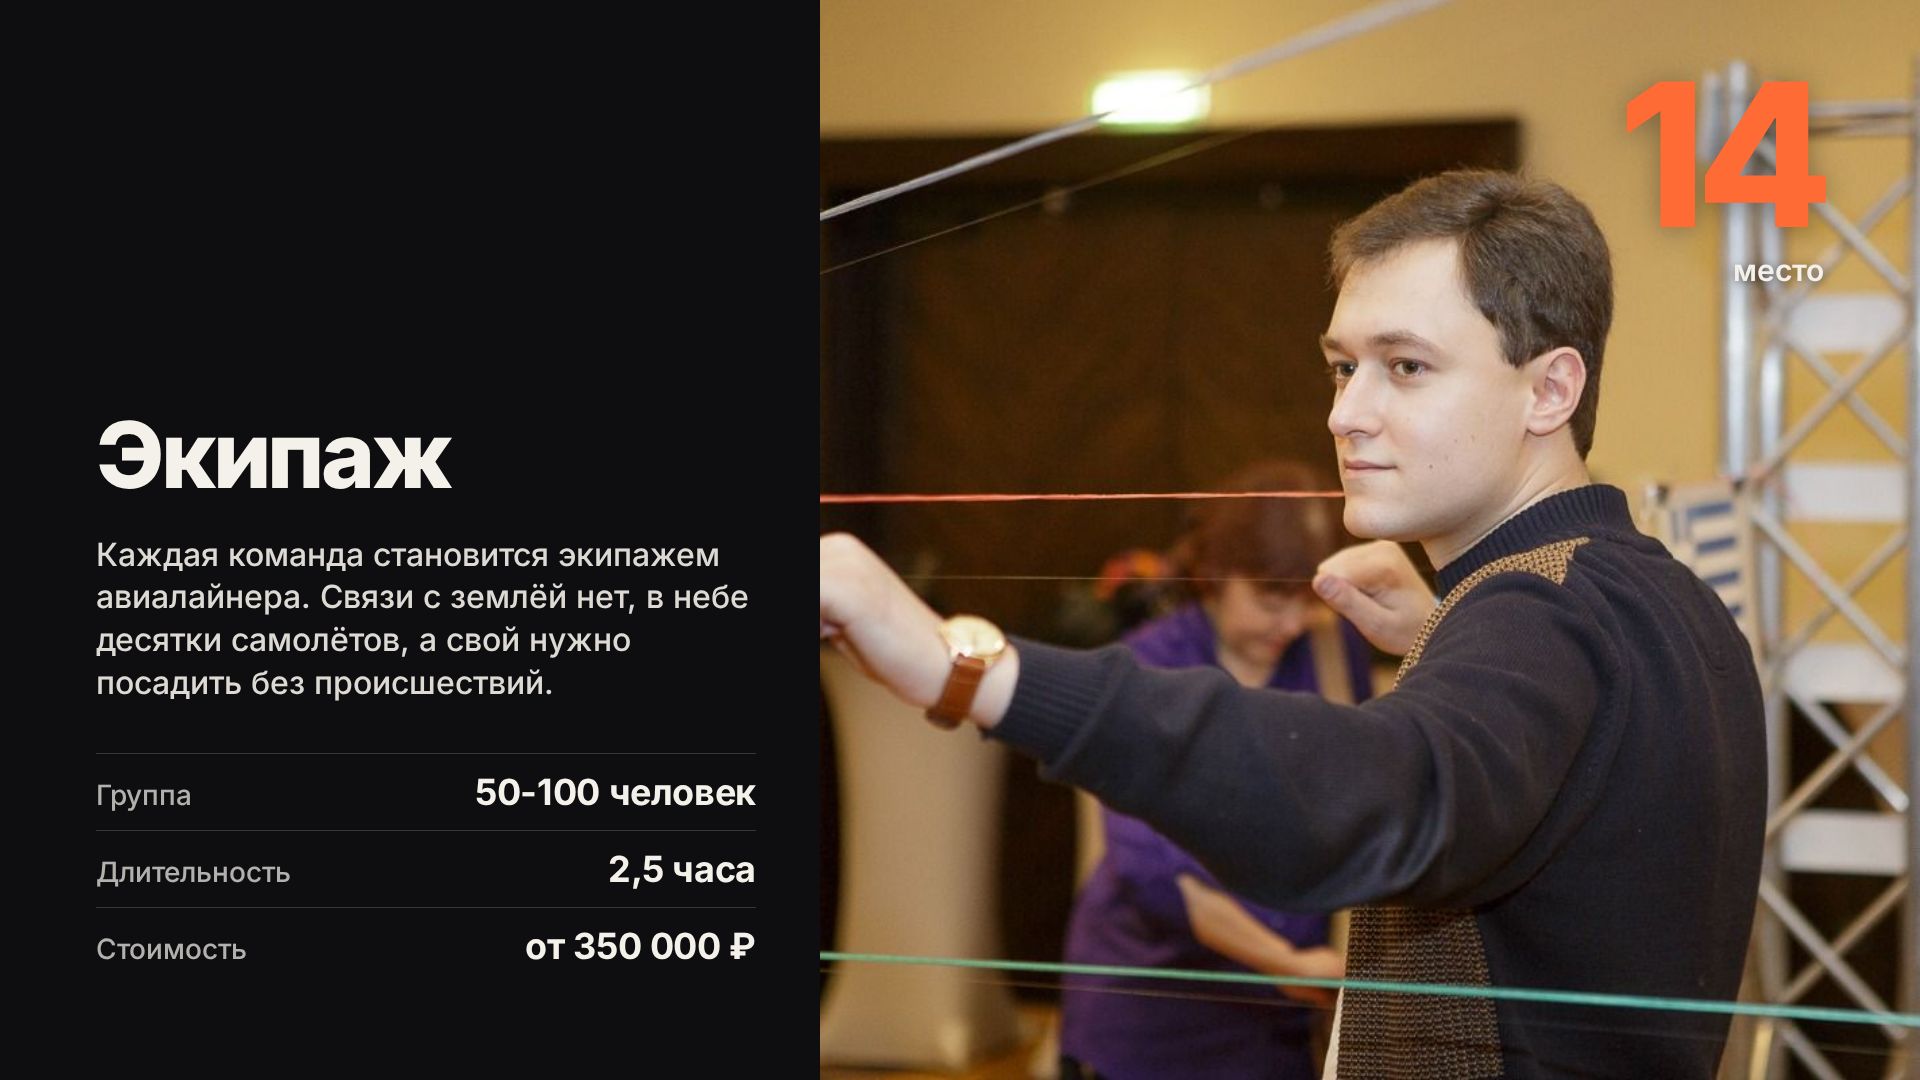 14
место
Экипаж
Каждая команда становится экипажем
авиалайнера. Связи с землёй нет, в небе
десятки самолётов, а свой нужно
посадить без происшествий.
Группа 50-100 человек
Длительность 2,5 часа
Стоимость от 350 000 ₽